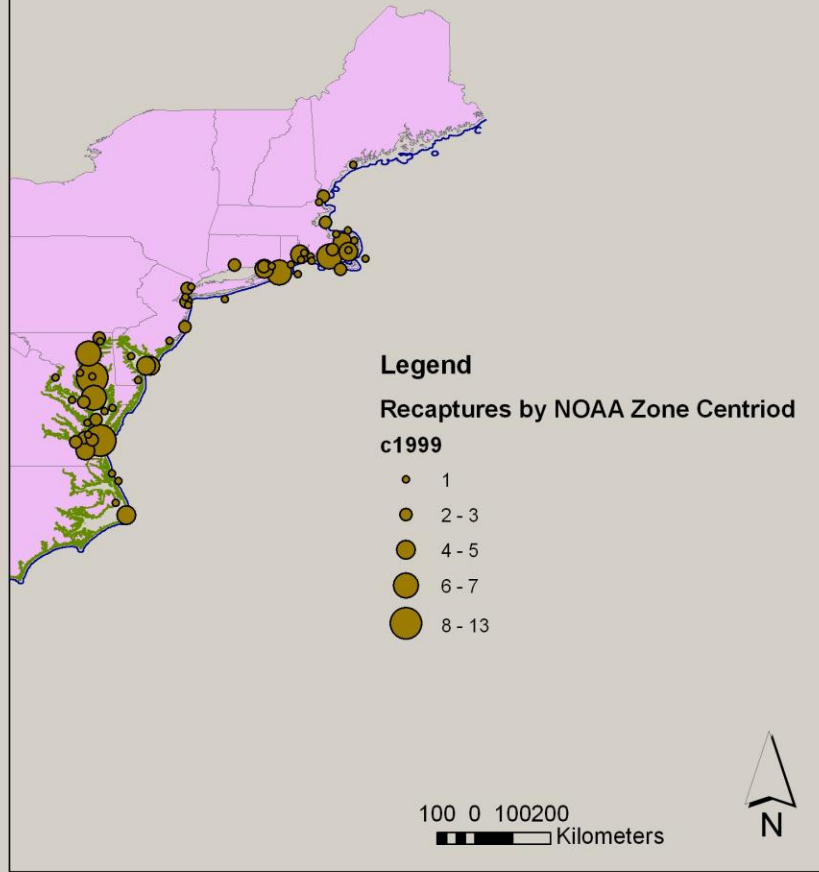 Legend
Recaptures by NOAA Zone Centriod
c1999
1
2 - 3
4 - 5
6 - 7
8 - 13
100 0 100200
Kilometers
N